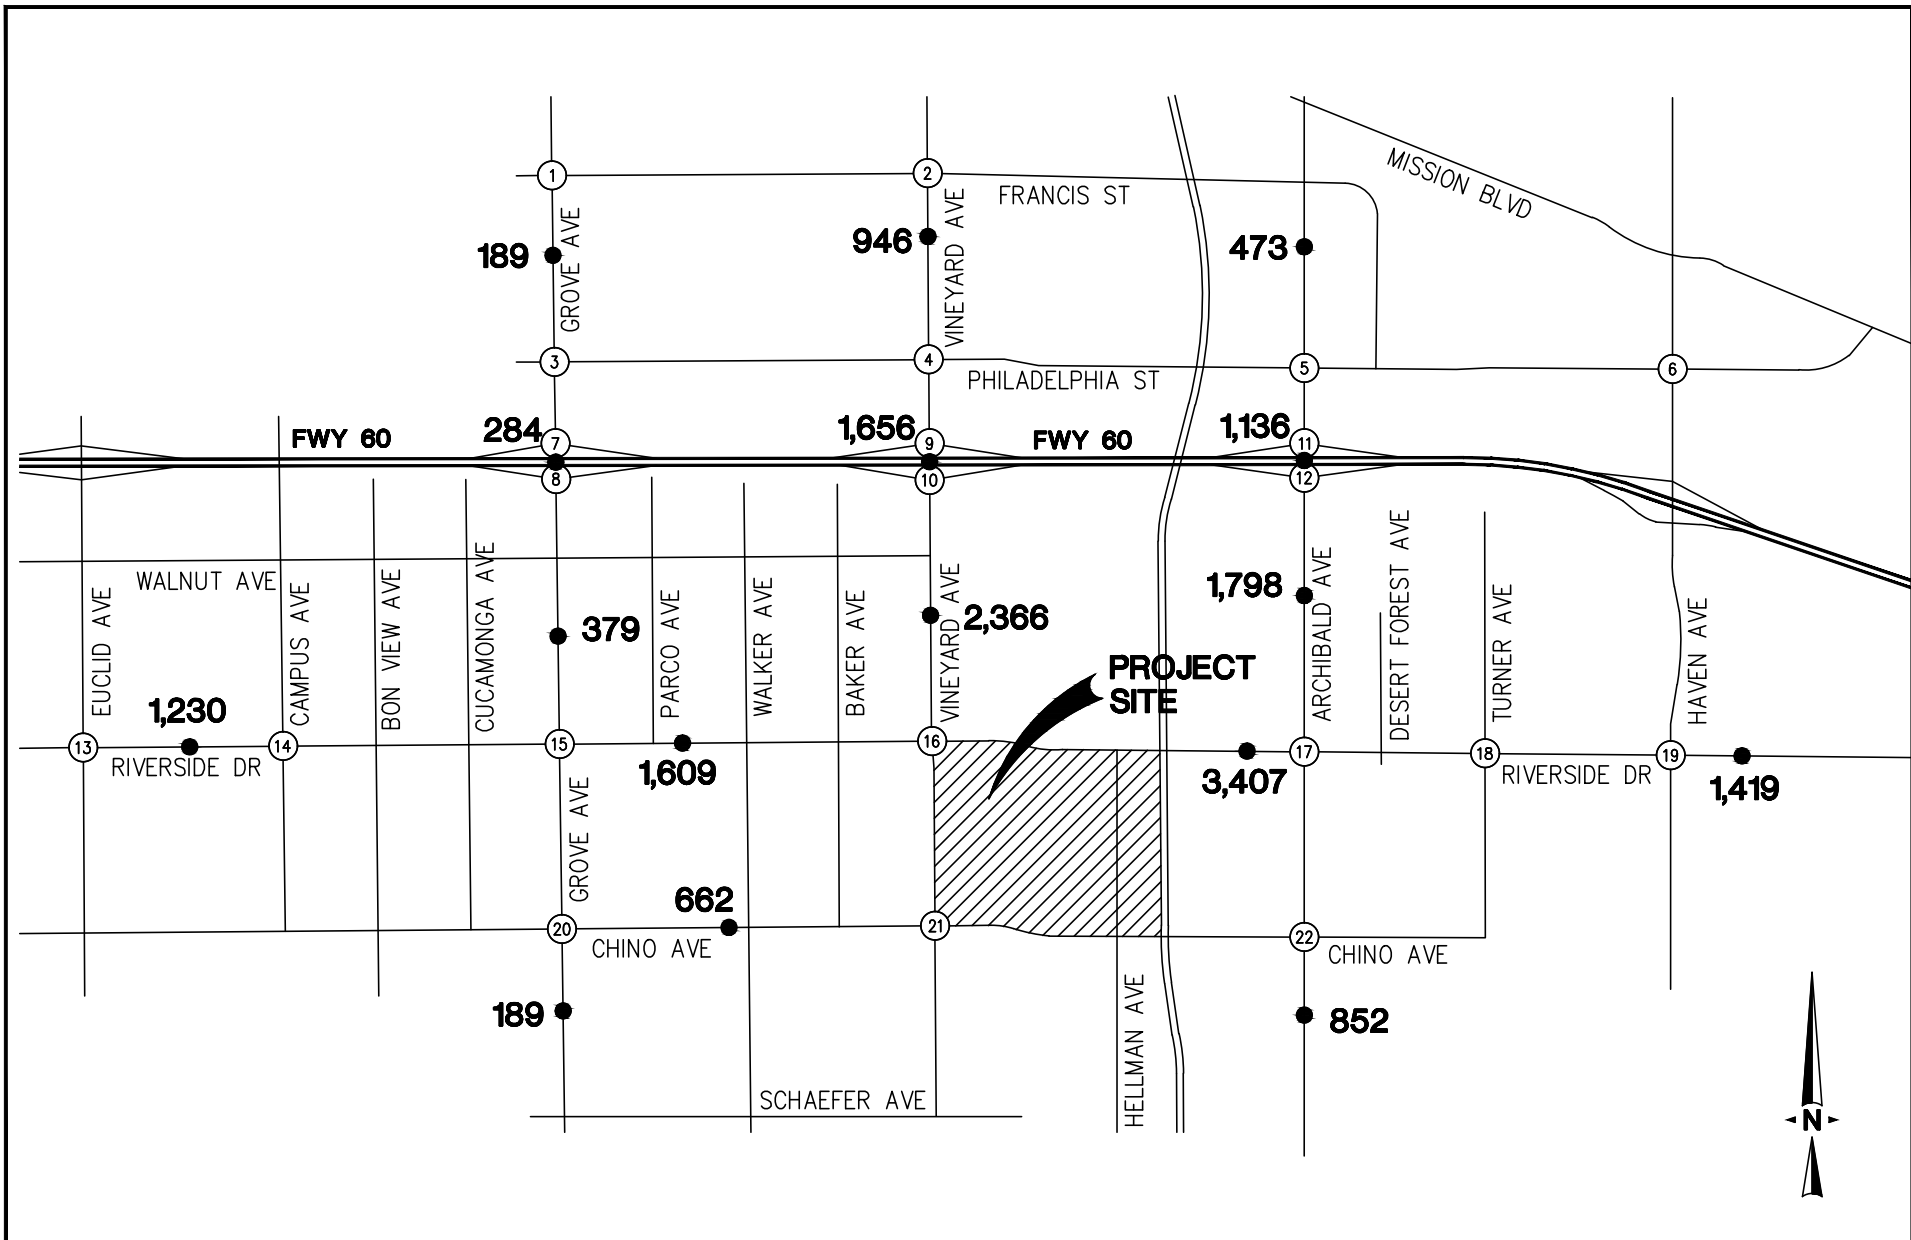 1
2
FRANCIS ST
MISSION BLVD
189
GROVE AVE
946
VINEYARD AVE
473
3
4
5
6
PHILADELPHIA ST
FWY 60
284
7
8
1,656
9
10
FWY 60
1,136
11
12
WALNUT AVE
EUCLID AVE
CAMPUS AVE
BON VIEW AVE
CUCAMONGA AVE
379
PARCO AVE
WALKER AVE
BAKER AVE
VINEYARD AVE
2,366
PROJECT
SITE
1,798
ARCHIBALD AVE
DESERT FOREST AVE
TURNER AVE
HAVEN AVE
1,230
13
14
15
16
17
18
19
RIVERSIDE DR
1,609
3,407
RIVERSIDE DR
1,419
GROVE AVE
662
20
21
22
CHINO AVE
CHINO AVE
189
HELLMAN AVE
852
SCHAEFER AVE
N